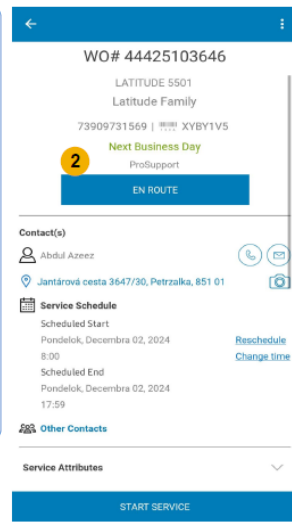 WO# 44425103646
LATITUDE 5501
Latitude Family
73909731569 | XYBY1V5
Next Business Day
2
ProSupport
EN ROUTE
Contact(s)
Abdul Azeez
Jantárová cesta 3647/30, Petrzalka, 851 01
Service Schedule
Scheduled Start
Pondelok, Decembra 02, 2024 Reschedule
8:00 Change time
Scheduled End
Pondelok, Decembra 02, 2024
17:59
Other Contacts
Service Attributes
START SERVICE